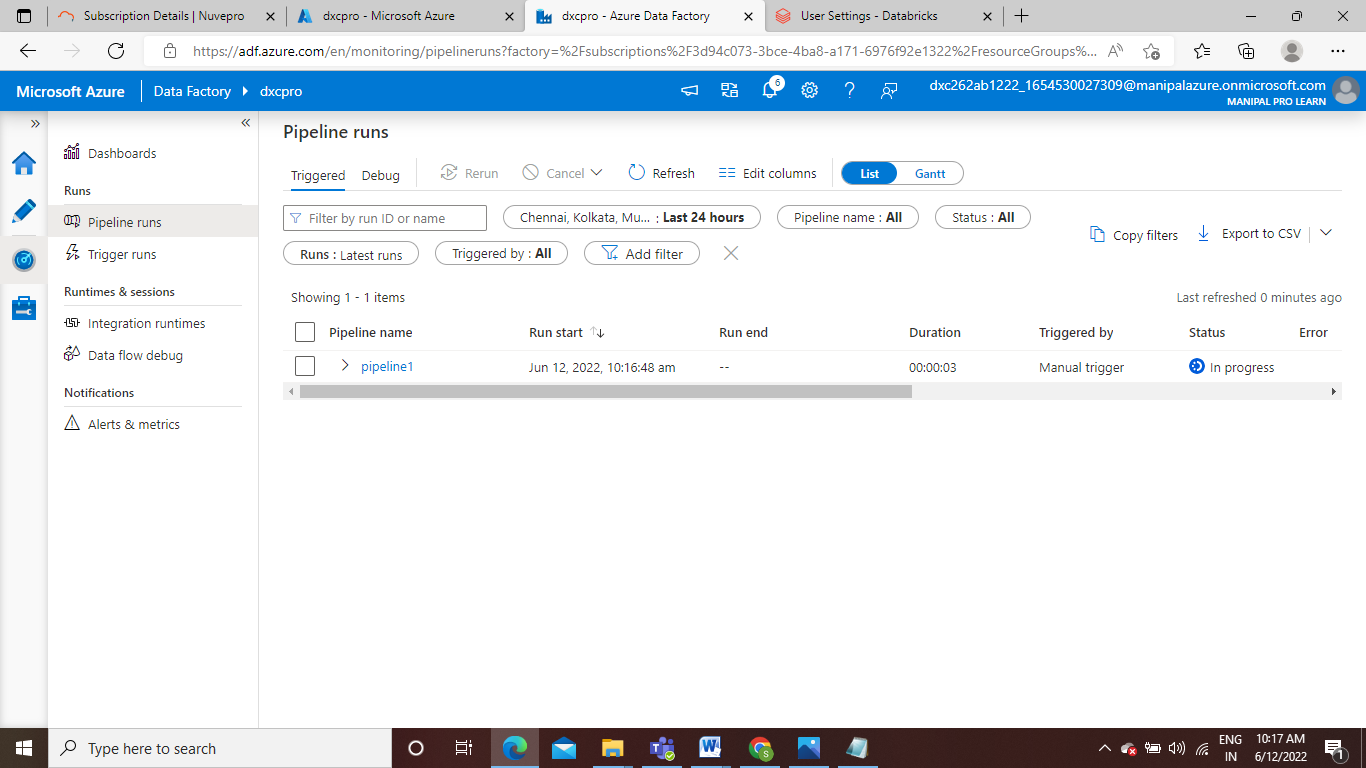 Subscription Details | Nuvepro
dxcpro - Microsoft Azure
dxcpro - Azure Data Factory
User Settings - Databricks
https://adf.azure.com/en/monitoring/pipelineruns?factory=%2Fsubscriptions%2F3d94c073-3bce-4ba8-a171-6976f92e1322%2FresourceGroups%...
Microsoft Azure
Data Factory
dxcpro
6
dxc262ab1222_1654530027309@manipalazure.onmicrosoft.com
MANIPAL PRO LEARN
Dashboards
Runs
Pipeline runs
Trigger runs
Runtimes & sessions
Integration runtimes
Data flow debug
Notifications
Alerts & metrics
Pipeline runs
Triggered Debug Rerun Cancel Refresh Edit columns List Gantt
Filter by run ID or name Chennai, Kolkata, Mu... : Last 24 hours Pipeline name : All Status : All
Copy filters Export to CSV
Runs : Latest runs Triggered by : All Add filter
Showing 1 - 1 items Last refreshed 0 minutes ago
Pipeline name Run start Run end Duration Triggered by Status Error
pipeline1 Jun 12, 2022, 10:16:48 am -- 00:00:03 Manual trigger In progress
Type here to search
ENG
IN
10:17 AM
6/12/2022
1